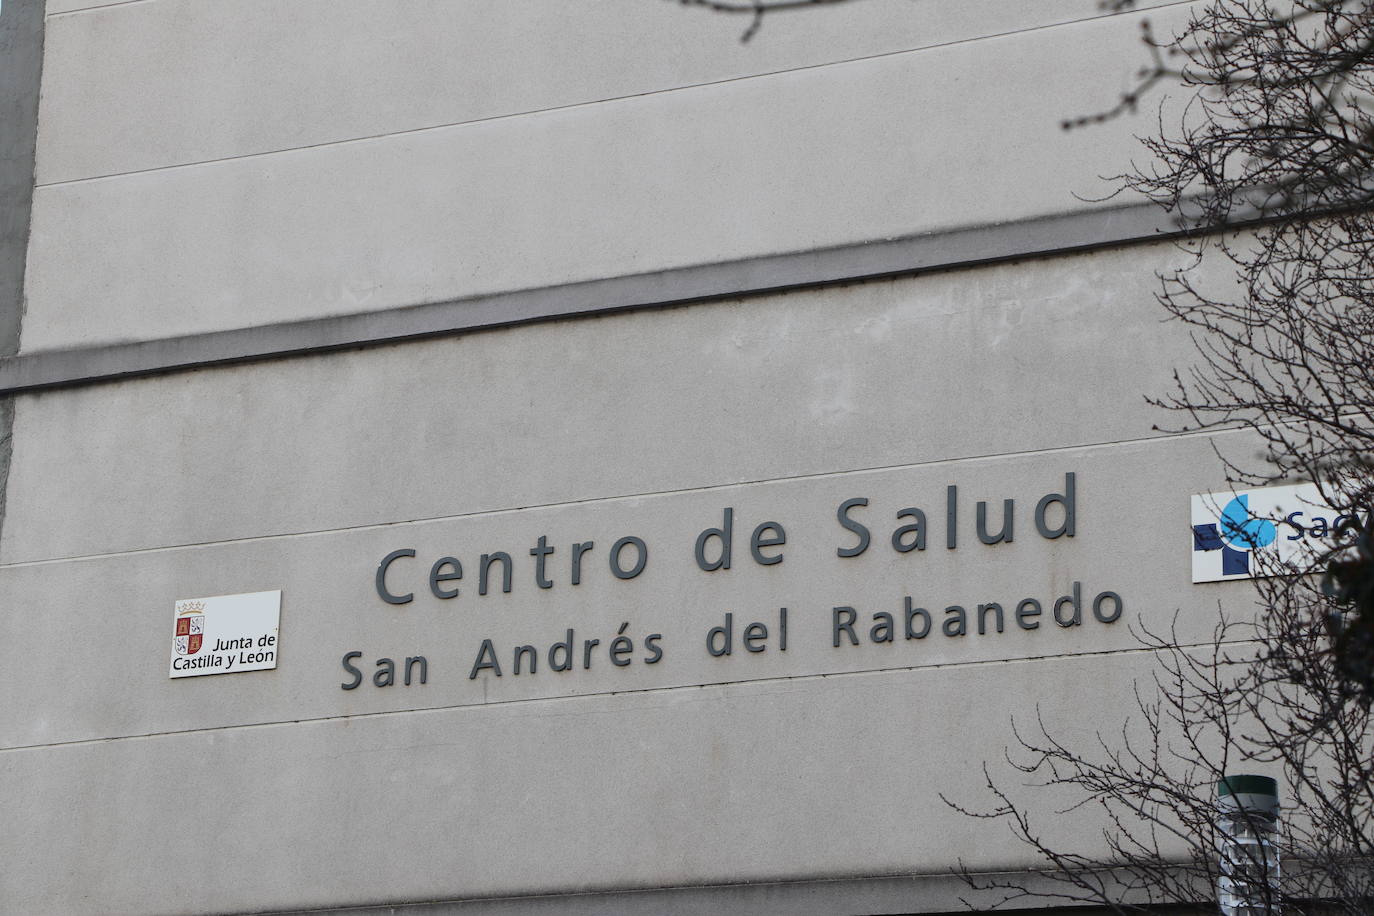 Centro de Salud
San Andrés del Rabanedo
Junta de
Castilla y León